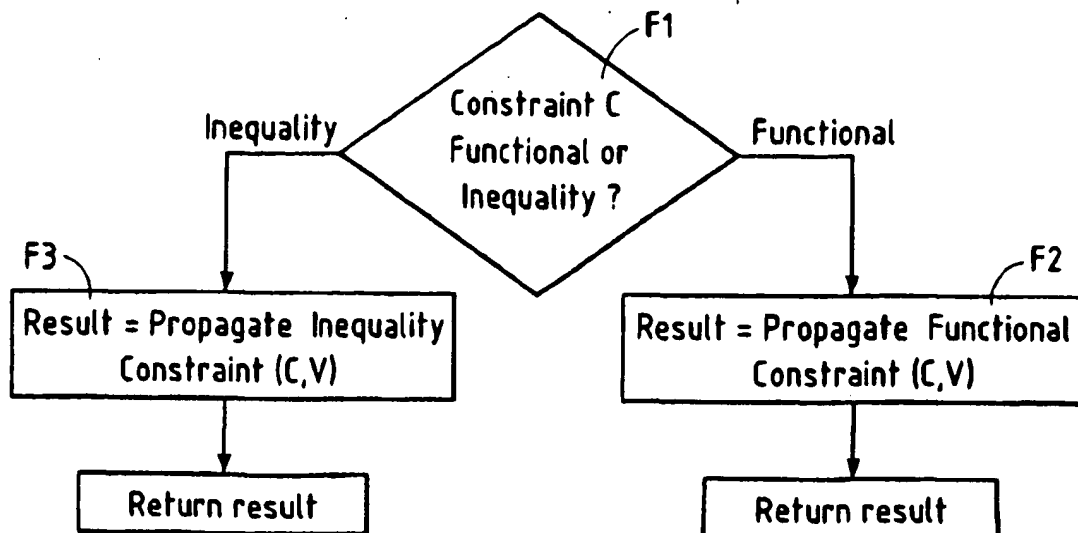 F1
Constraint C
Functional or
Inequality ?
Inequality
Functional
F3
Result = Propagate Inequality
Constraint (C,V)
Return result
F2
Result = Propagate Functional
Constraint (C,V)
Return result